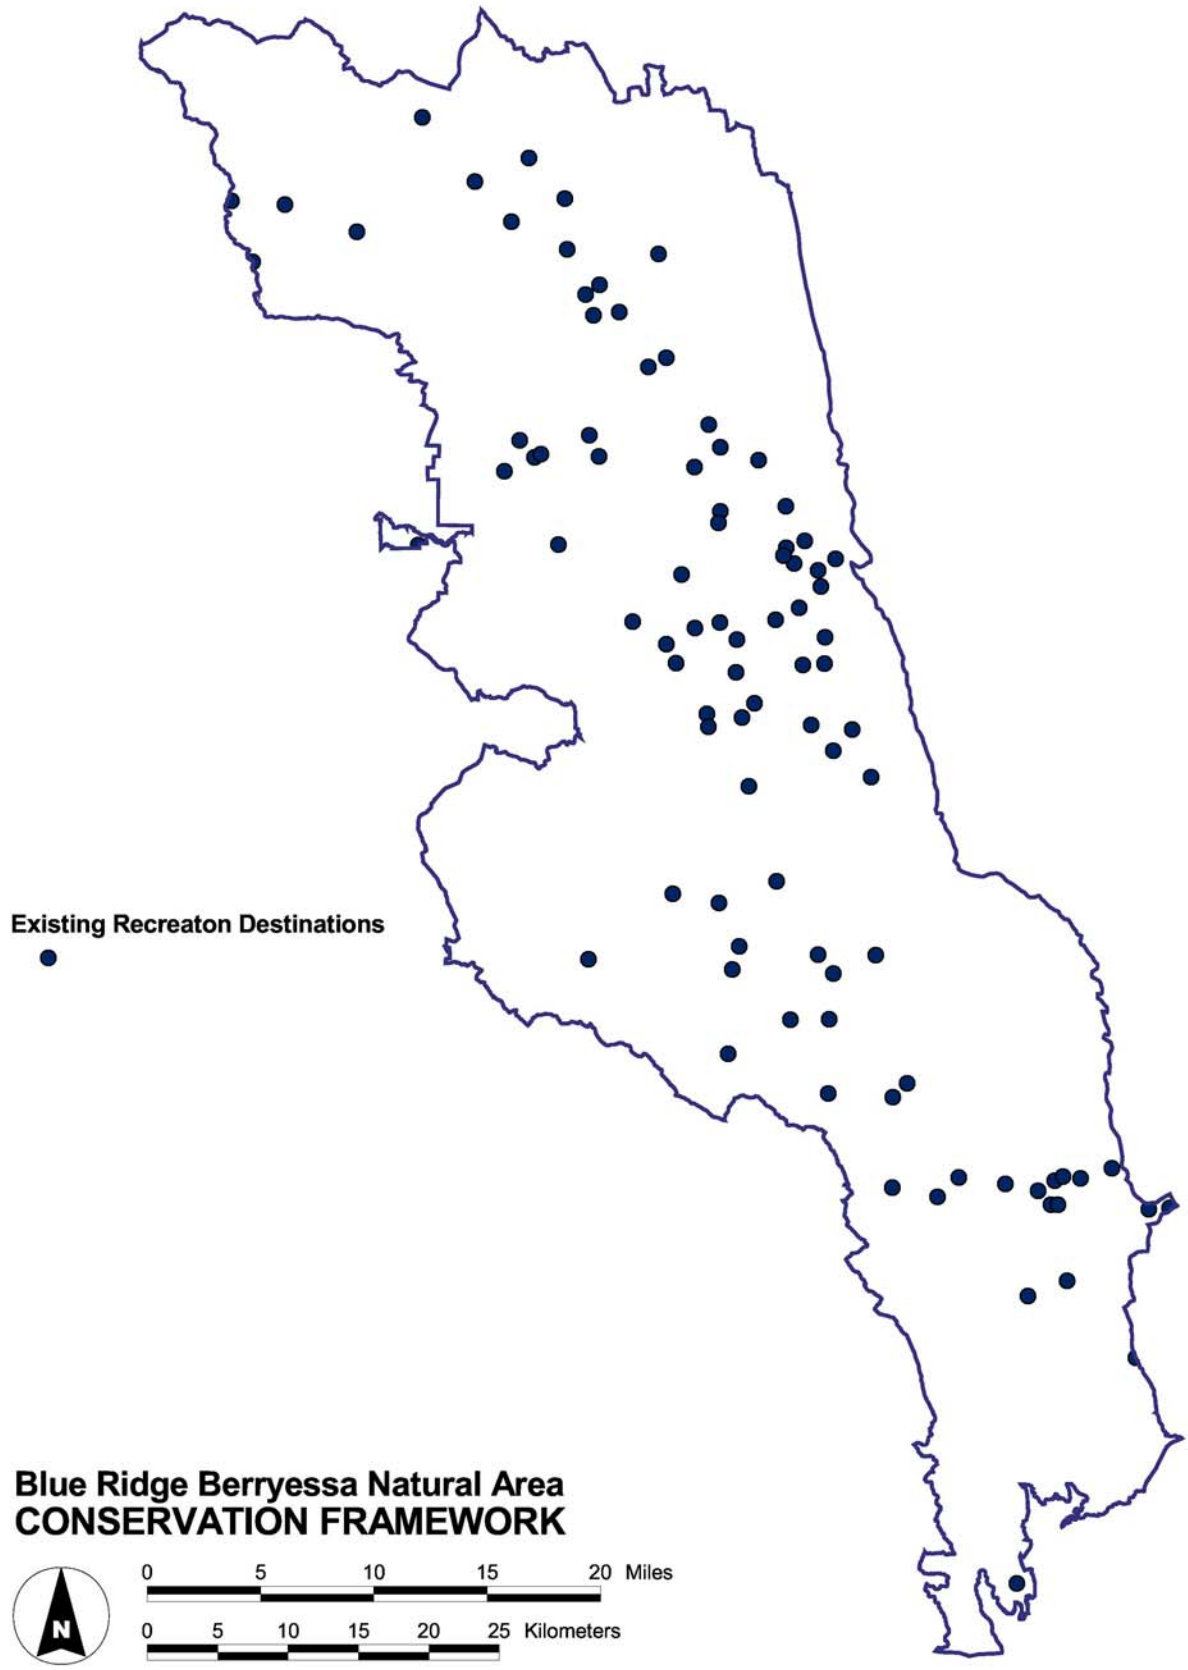 Existing Recreaton Destinations
Blue Ridge Berryessa Natural Area
CONSERVATION FRAMEWORK
0 5 10 15 20 Miles
N
0 5 10 15 20 25 Kilometers